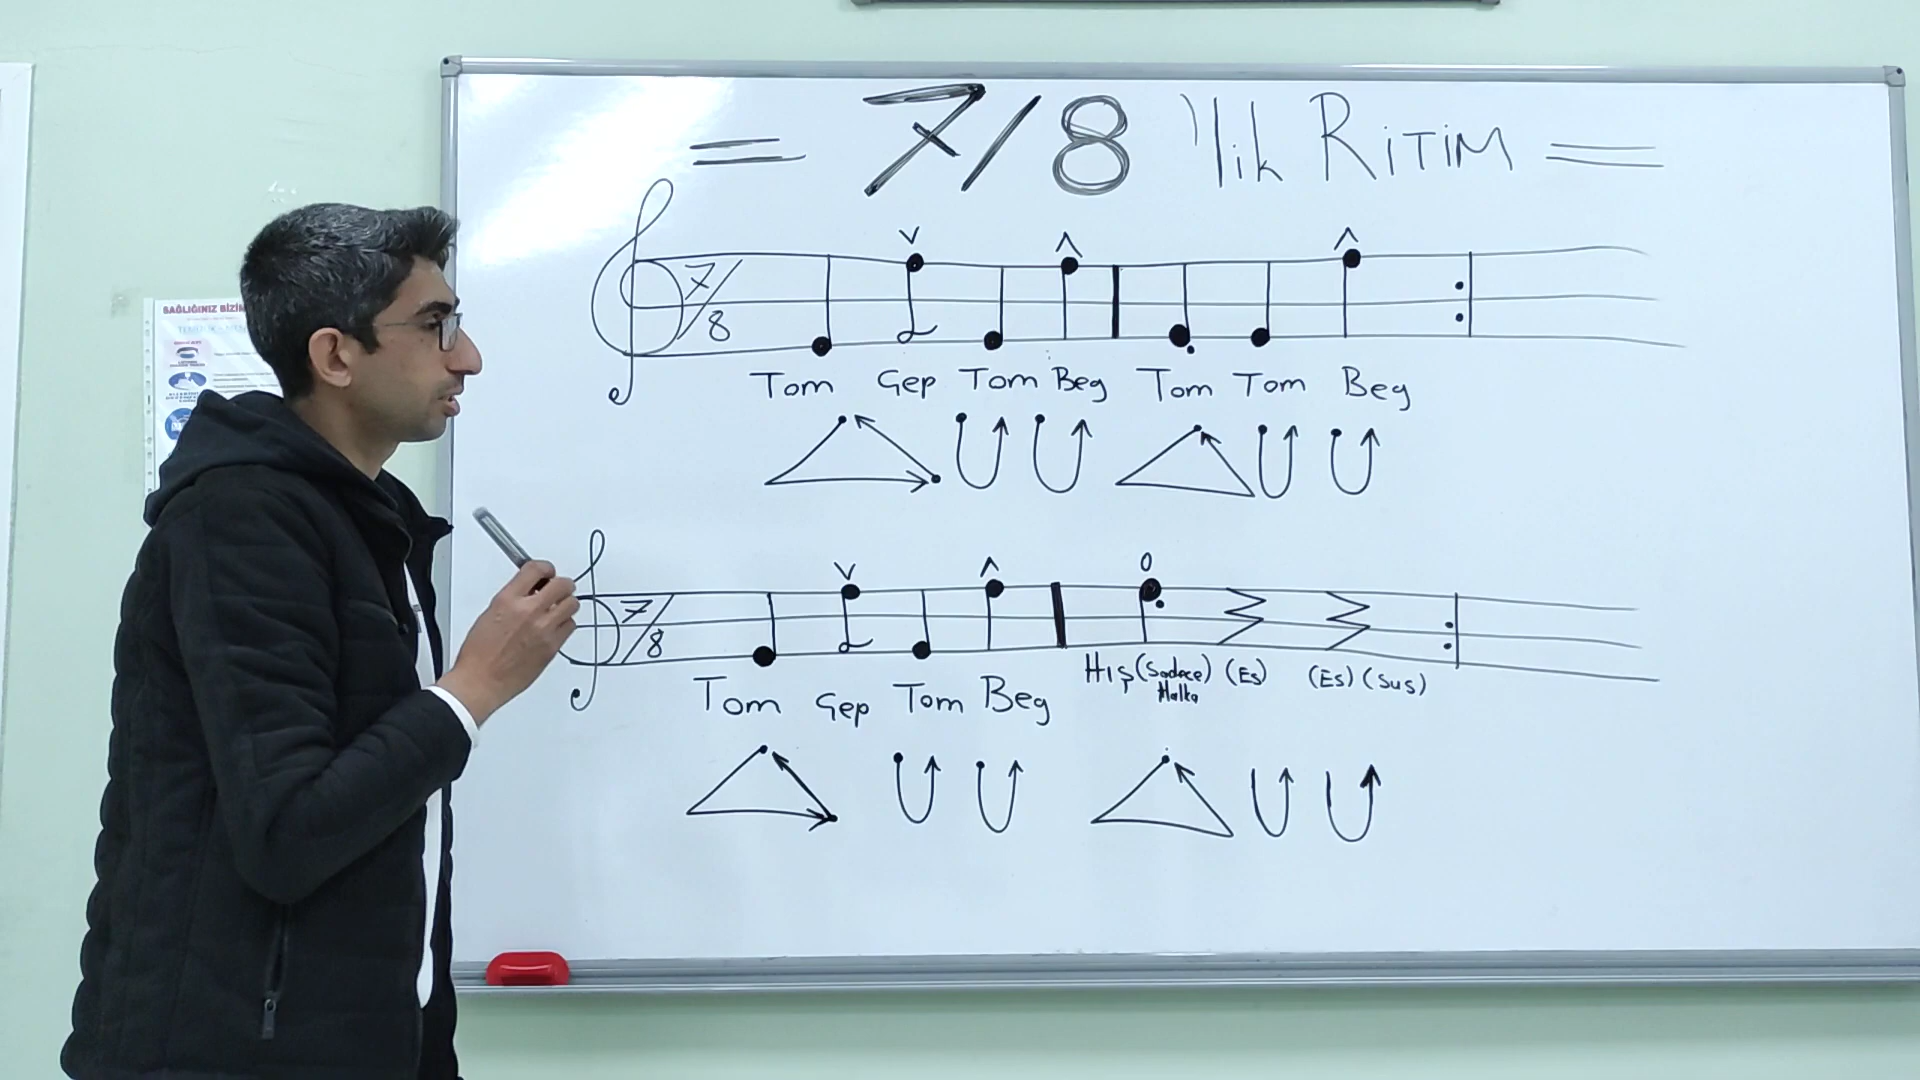 = 7/8 'lik RiTiM =
7/8
Tom Gep Tom Beg Tom Tom Beg
7/8
Tom Gep Tom Beg Hış (Sadece) (Es) (Es) (Sus)
Halka
SAĞLIĞINIZ BİZİM